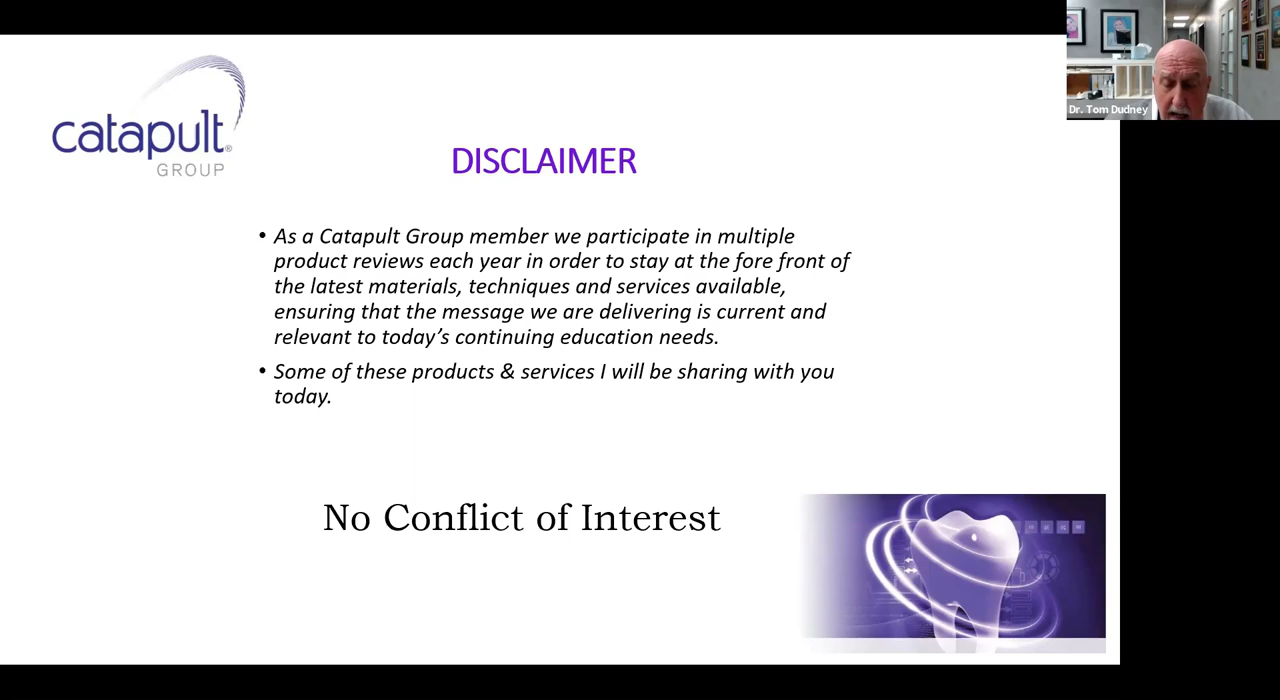 catapult®
GROUP
Dr. Tom Dudney
DISCLAIMER
• As a Catapult Group member we participate in multiple
product reviews each year in order to stay at the fore front of
the latest materials, techniques and services available,
ensuring that the message we are delivering is current and
relevant to today’s continuing education needs.
• Some of these products & services I will be sharing with you
today.
No Conflict of Interest